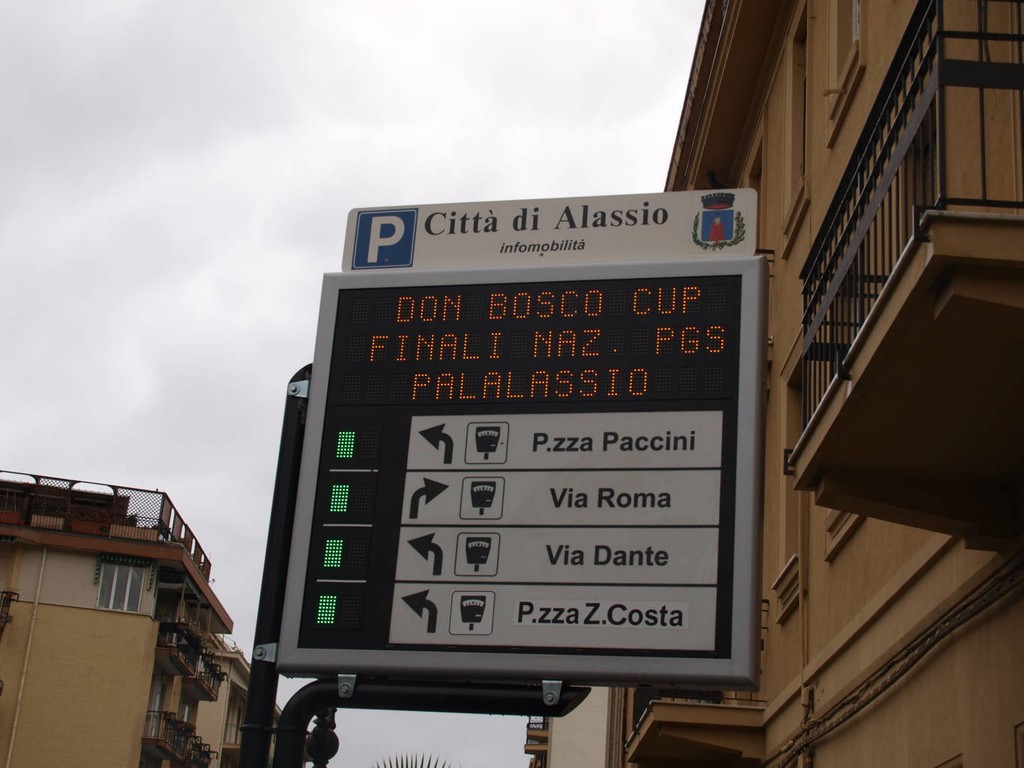 P Città di Alassio
infomobilità
DON BOSCO CUP
FINALI NAZ. PGS
PALALASSIO
P.zza Paccini
Via Roma
Via Dante
P.zza Z.Costa